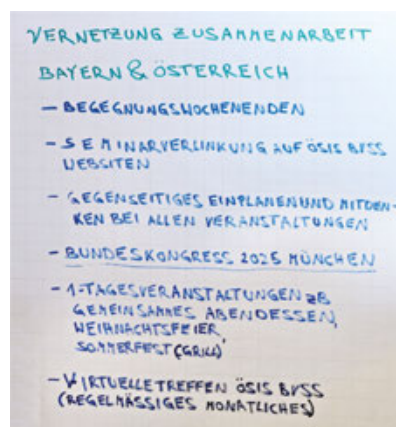 VERNETZUNG ZUSAMMENARBEIT
BAYERN & ÖSTERREICH
– BEGEGNUNGSWOCHENENDEN
– SEMINARVERLINKUNG AUF ÖSIS BVSS
WEBSITEN
– GEGENSEITIGES EINPLANEN UND MITDEN-
KEN BEI ALLEN VERANSTALTUNGEN
– BUNDESKONGRESS 2025 MÜNCHEN
– 1-TAGESVERANSTALTUNGEN ZB
GEMEINSAMES ABENDESSEN,
WEIHNACHTSFEIER,
SOMMERFEST (GRILL)
– VIRTUELLE TREFFEN ÖSIS BVSS
(REGELMÄSSIGES MONATLICHES)